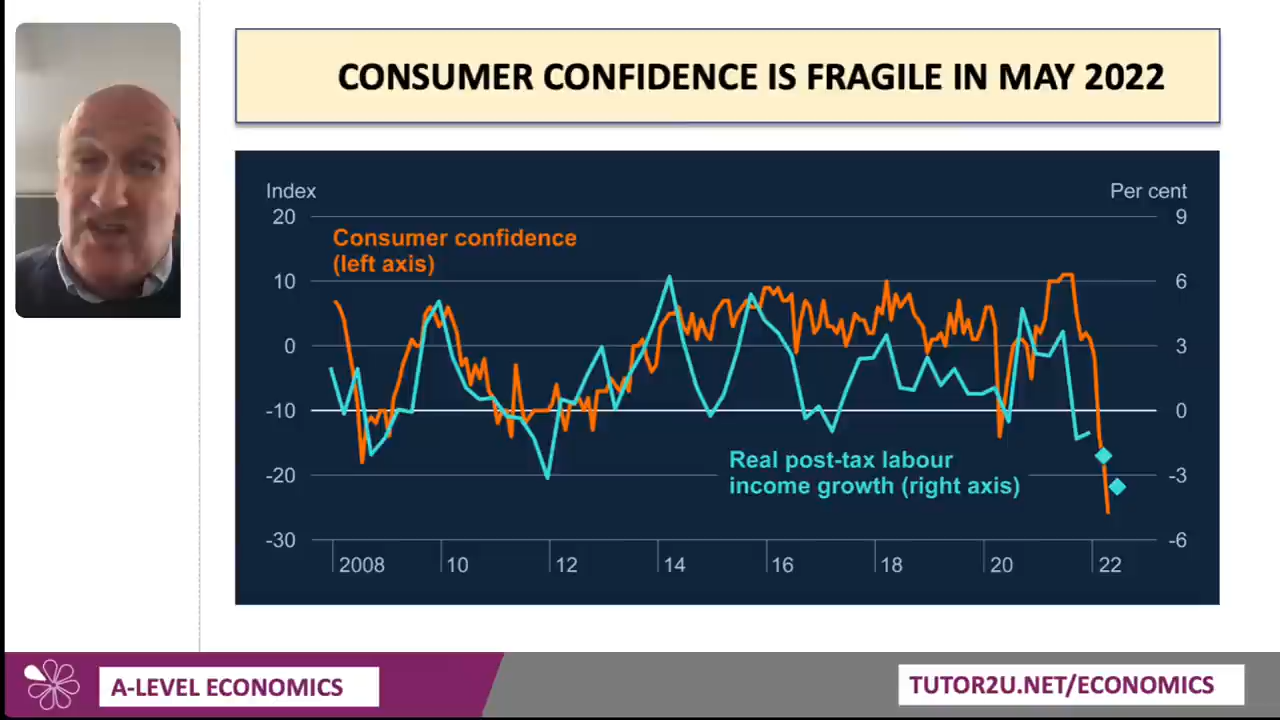 CONSUMER CONFIDENCE IS FRAGILE IN MAY 2022
Index
Per cent
20
9
Consumer confidence
(left axis)
10
6
0
3
-10
0
Real post-tax labour
income growth (right axis)
-20
-3
-30
-6
2008
10
12
14
16
18
20
22
A-LEVEL ECONOMICS
TUTOR2U.NET/ECONOMICS